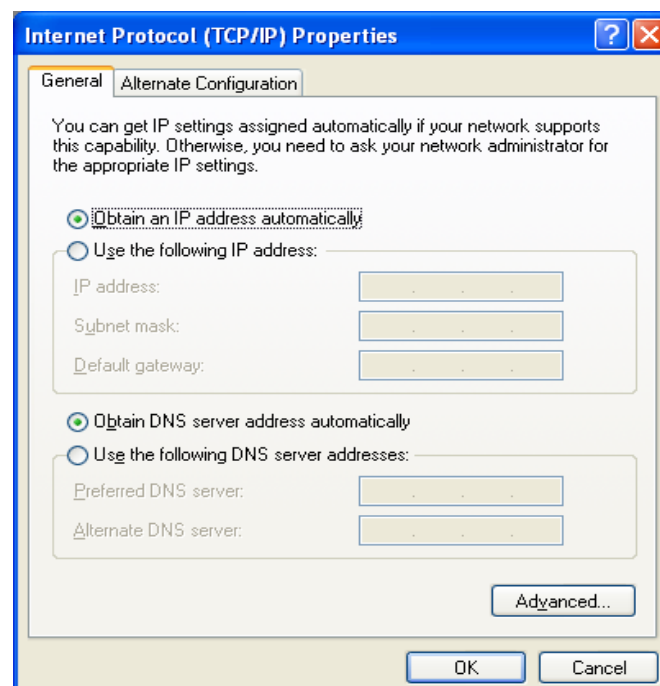 Internet Protocol (TCP/IP) Properties
General
Alternate Configuration
You can get IP settings assigned automatically if your network supports
this capability. Otherwise, you need to ask your network administrator for
the appropriate IP settings.
Obtain an IP address automatically
Use the following IP address:
IP address:
Subnet mask:
Default gateway:
Obtain DNS server address automatically
Use the following DNS server addresses:
Preferred DNS server:
Alternate DNS server:
Advanced...
OK
Cancel